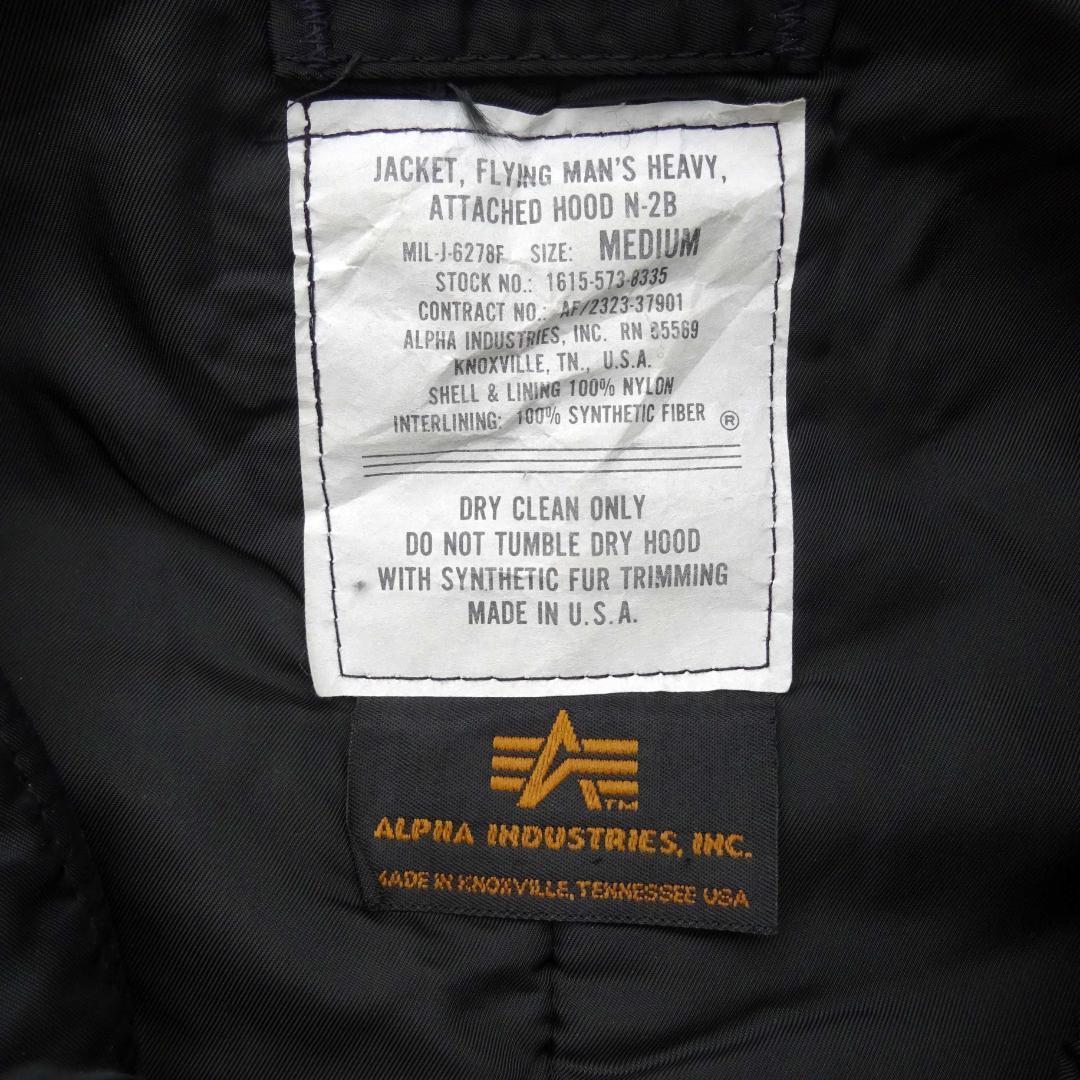 JACKET, FLYING MAN'S HEAVY,
ATTACHED HOOD N-2B
MIL-J-6278F SIZE: MEDIUM
STOCK NO.: 1615-573-8335
CONTRACT NO.: AF/2323-37901
ALPHA INDUSTRIES, INC. RN 35569
KNOXVILLE, TN., U.S.A.
SHELL & LINING 100% NYLON
INTERLINING: 100% SYNTHETIC FIBER ®
DRY CLEAN ONLY
DO NOT TUMBLE DRY HOOD
WITH SYNTHETIC FUR TRIMMING
MADE IN U.S.A.
TM
ALPHA INDUSTRIES, INC.
MADE IN KNOXVILLE, TENNESSEE USA